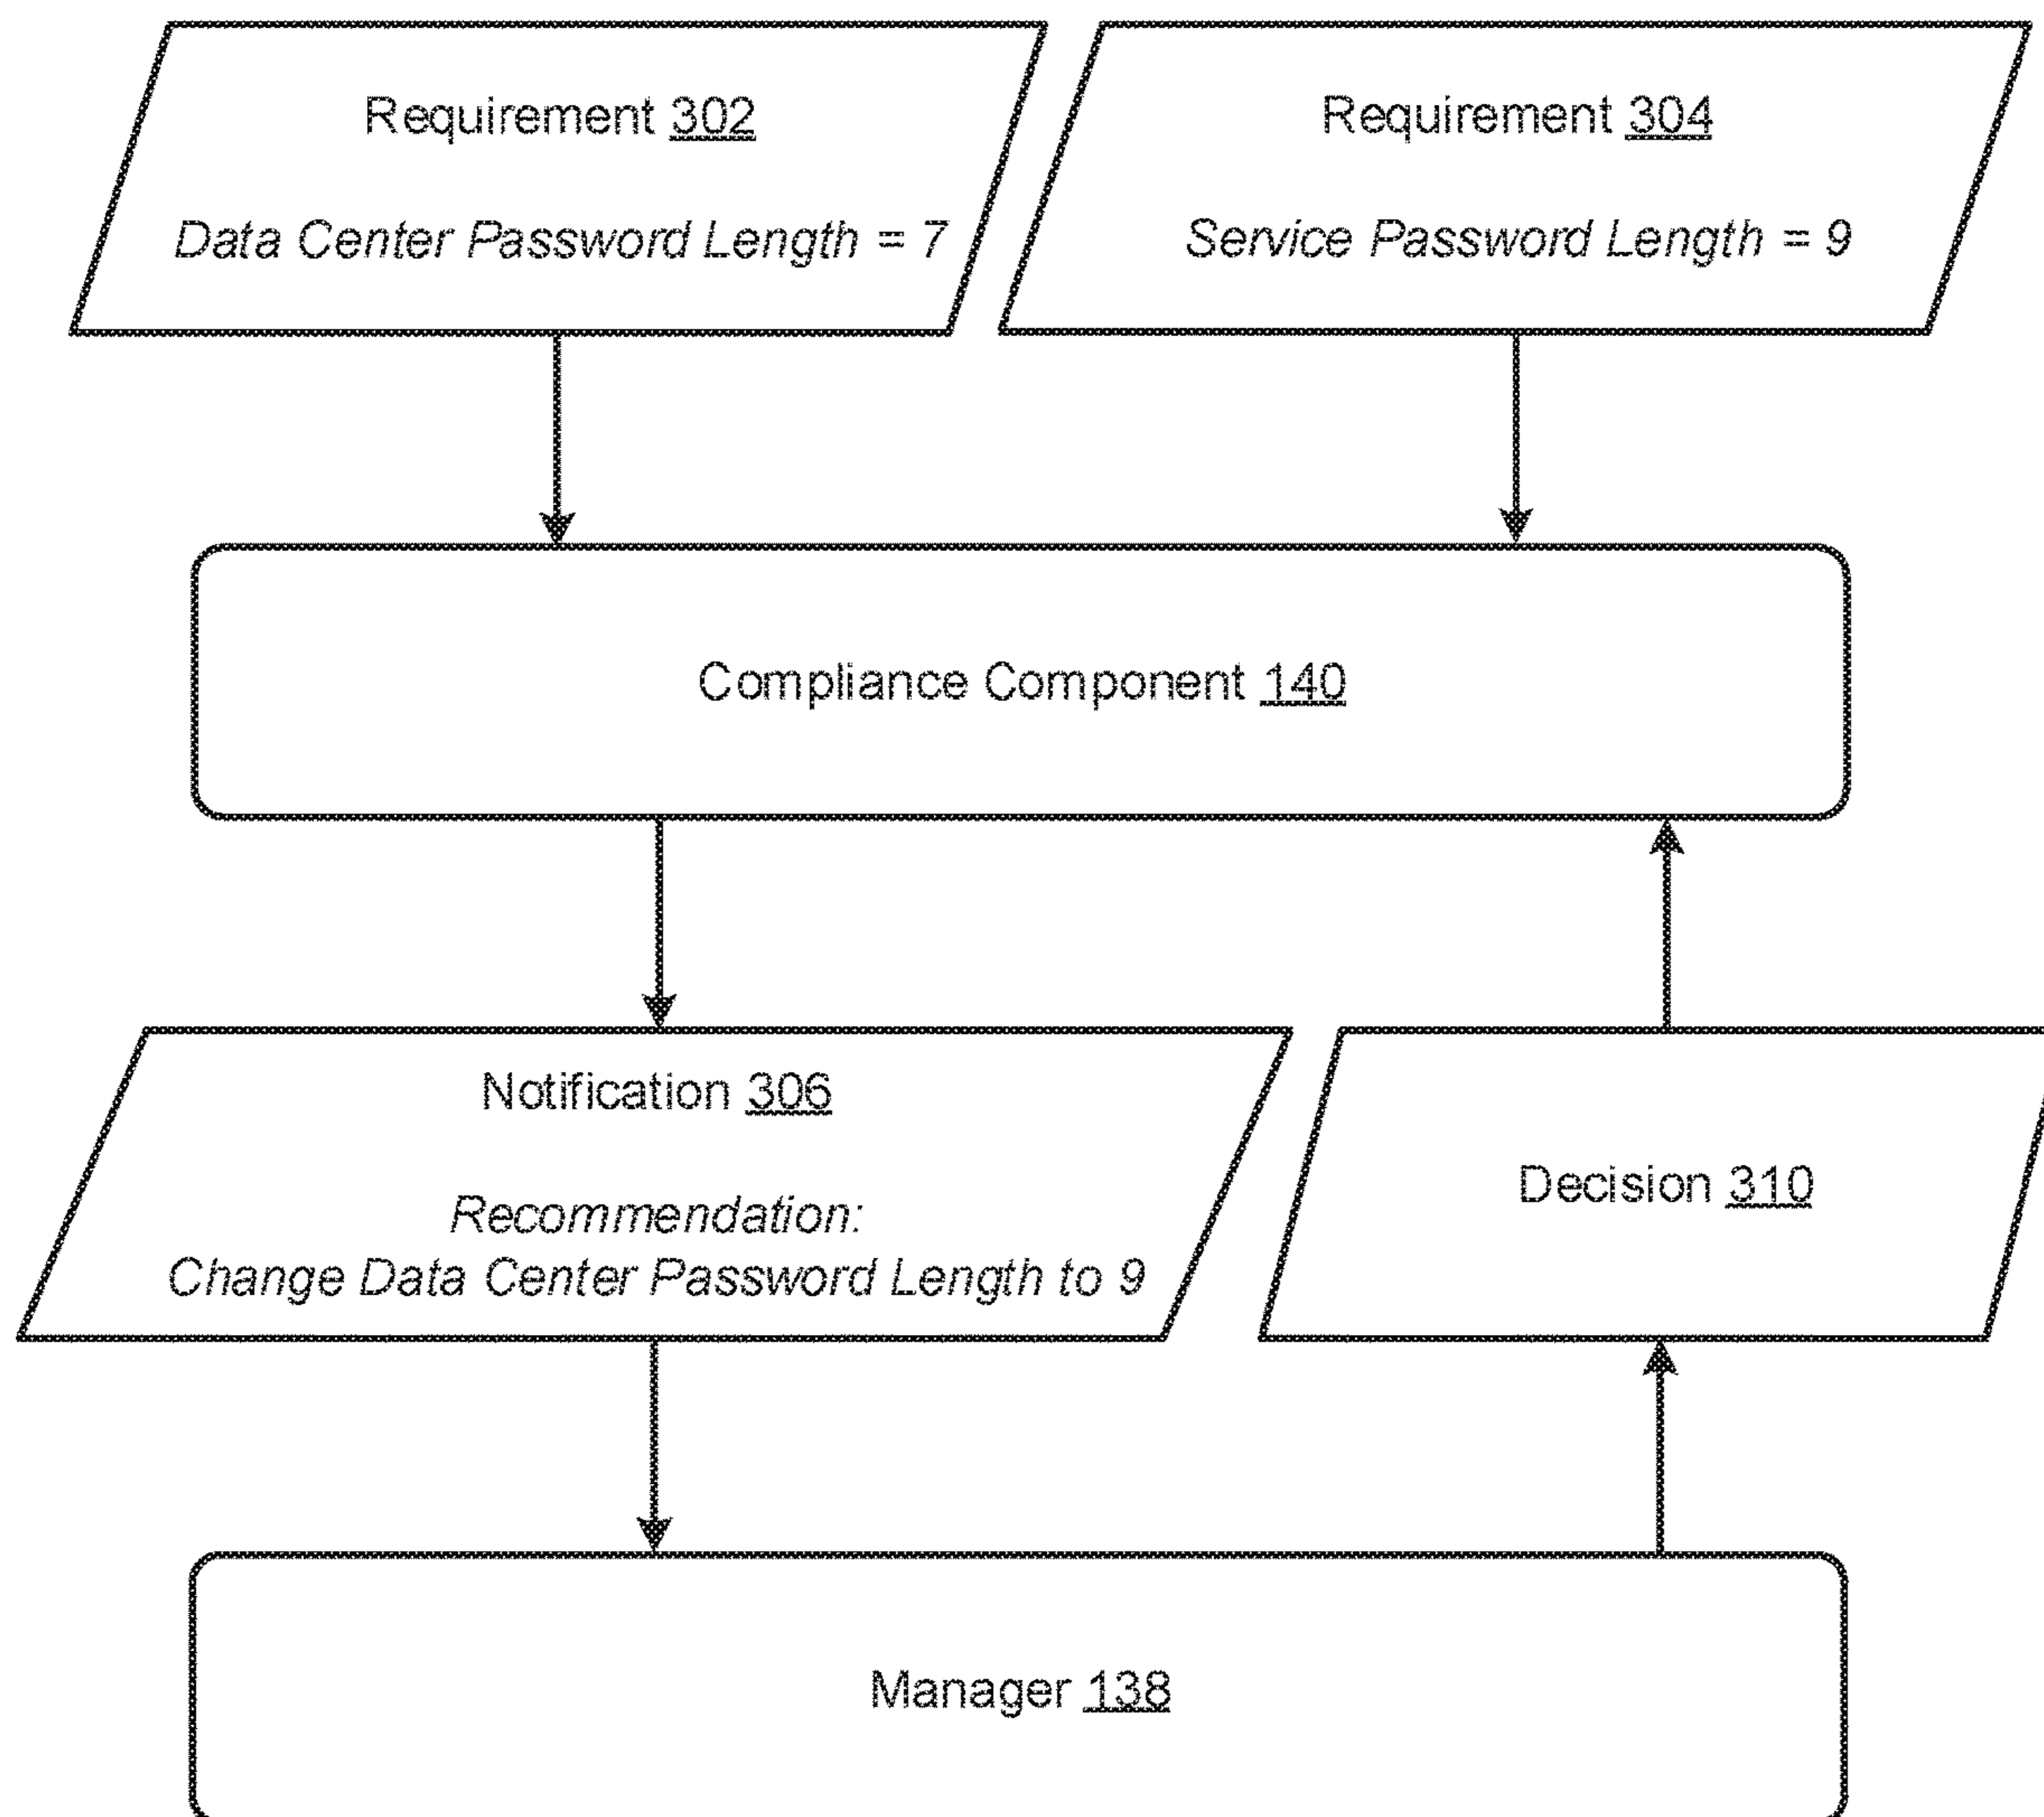 Requirement 302
Data Center Password Length = 7
Requirement 304
Service Password Length = 9
Compliance Component 140
Notification 306
Recommendation:
Change Data Center Password Length to 9
Decision 310
Manager 138